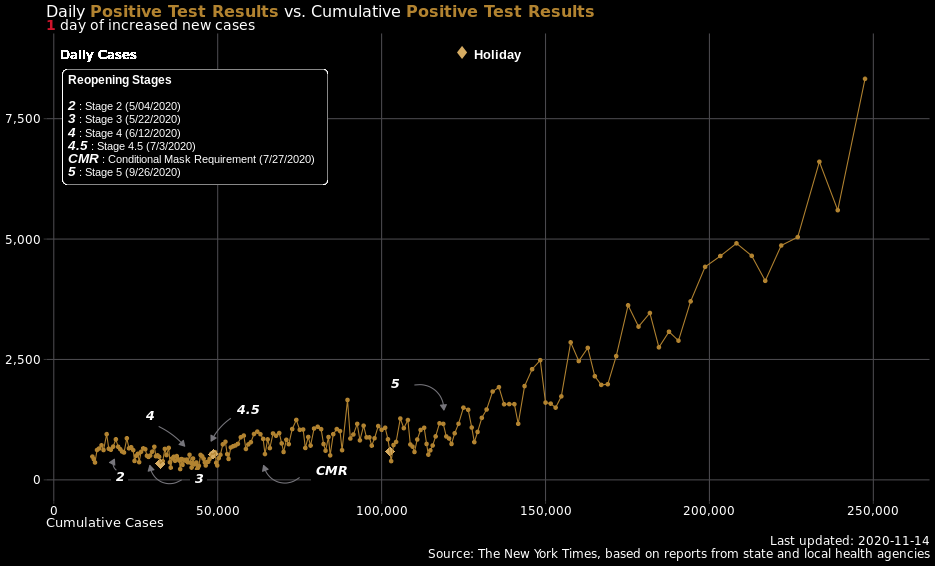 Daily Positive Test Results vs. Cumulative Positive Test Results
1 day of increased new cases
Daily Cases
Holiday
Reopening Stages
2 : Stage 2 (5/04/2020)
3 : Stage 3 (5/22/2020)
4 : Stage 4 (6/12/2020)
4.5 : Stage 4.5 (7/3/2020)
CMR : Conditional Mask Requirement (7/27/2020)
5 : Stage 5 (9/26/2020)
7,500
5,000
2,500
0
5
4
4.5
CMR
2
3
0
50,000
100,000
150,000
200,000
250,000
Cumulative Cases
Last updated: 2020-11-14
Source: The New York Times, based on reports from state and local health agencies